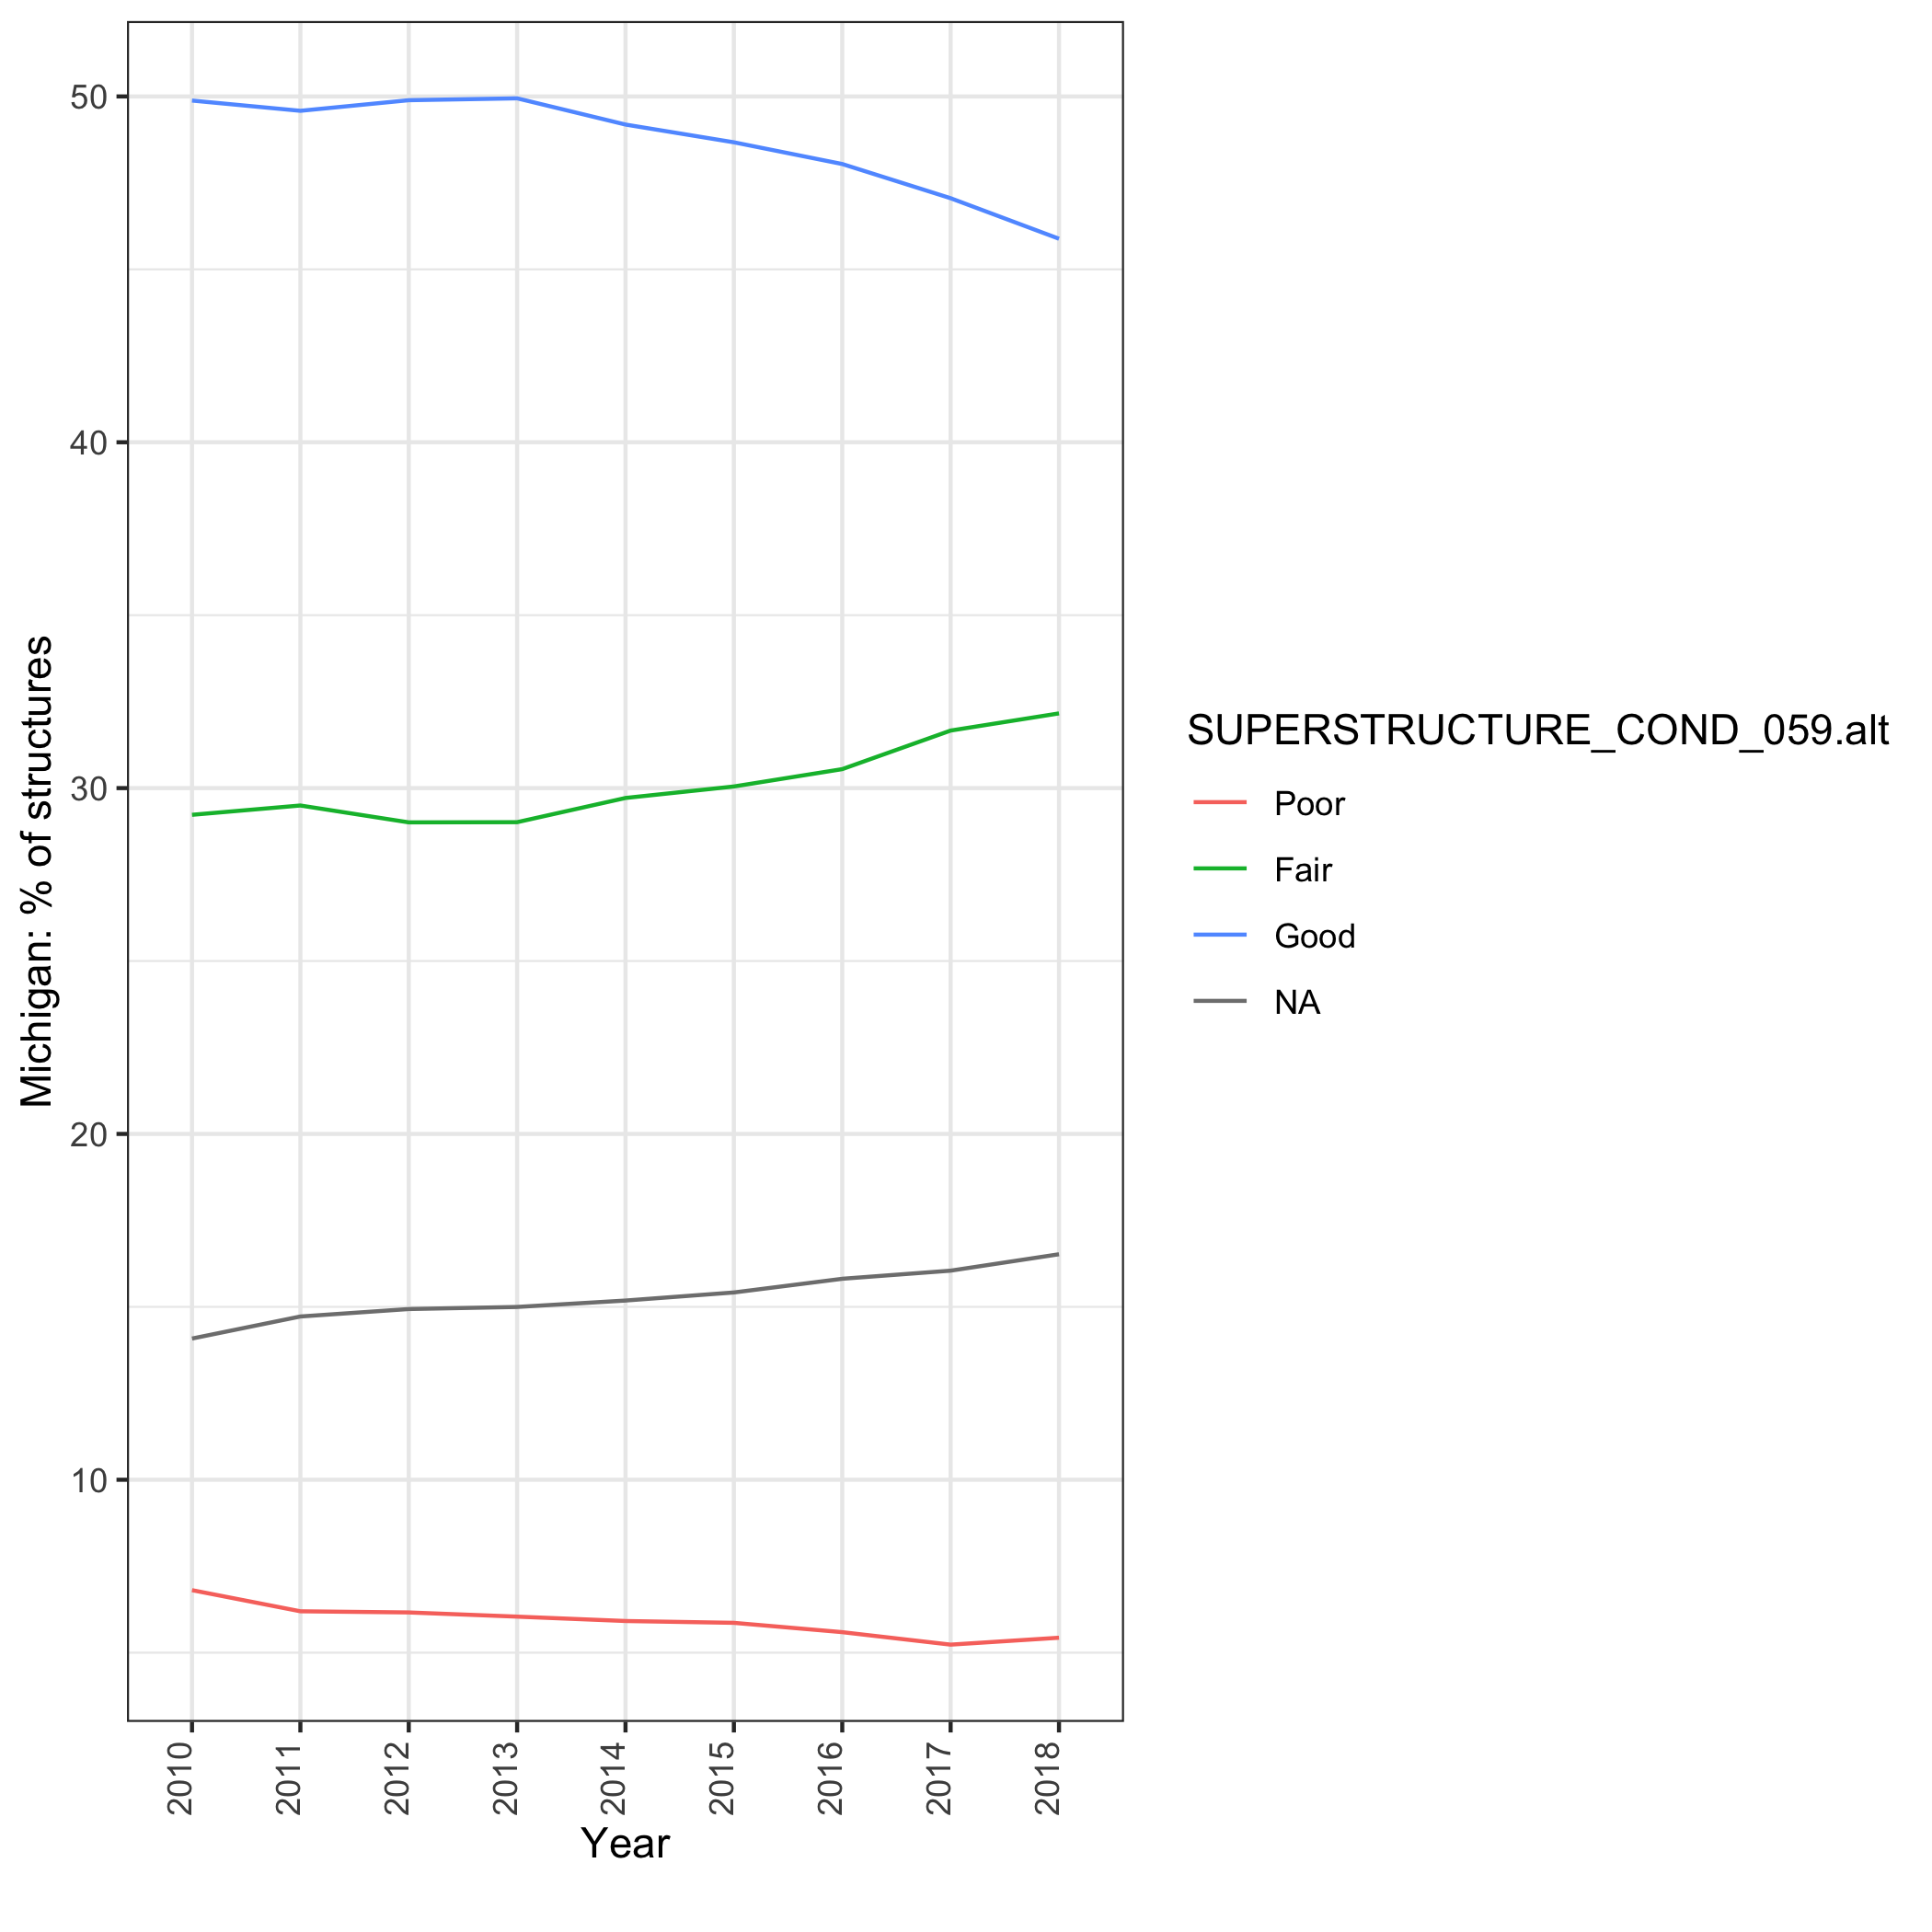 Michigan: % of structures
50
40
30
20
10
2010
2011
2012
2013
2014
2015
2016
2017
2018
Year
SUPERSTRUCTURE_COND_059.alt
Poor
Fair
Good
NA